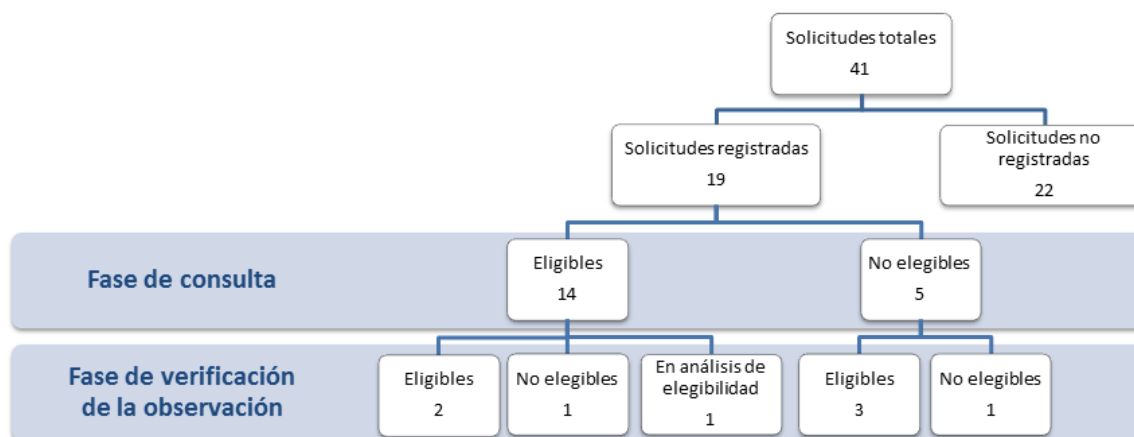 Solicitudes totales
41
Solicitudes registradas
19
Solicitudes no
registradas
22
Fase de consulta
Eligibles
14
No elegibles
5
Fase de verificación
de la observación
Eligibles
2
No elegibles
1
En análisis de
elegibilidad
1
Eligibles
3
No elegibles
1